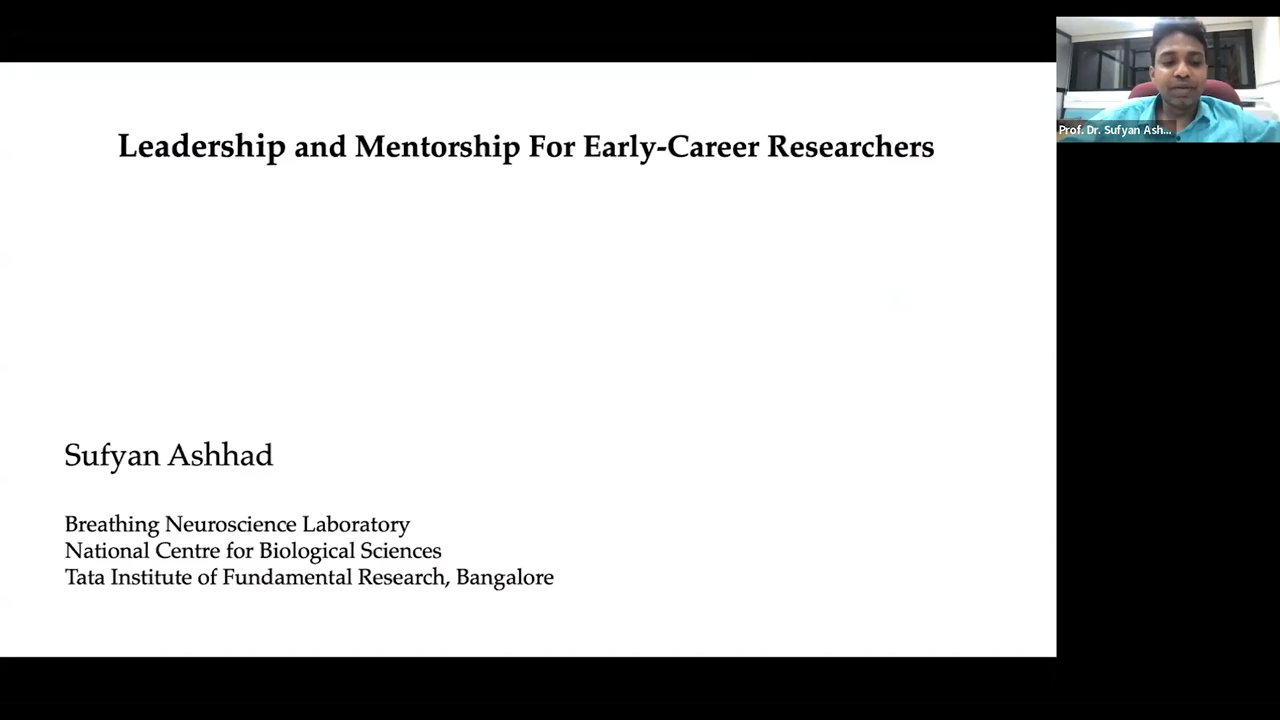 Leadership and Mentorship For Early-Career Researchers
Prof. Dr. Sufyan Ash...
Sufyan Ashhad
Breathing Neuroscience Laboratory
National Centre for Biological Sciences
Tata Institute of Fundamental Research, Bangalore